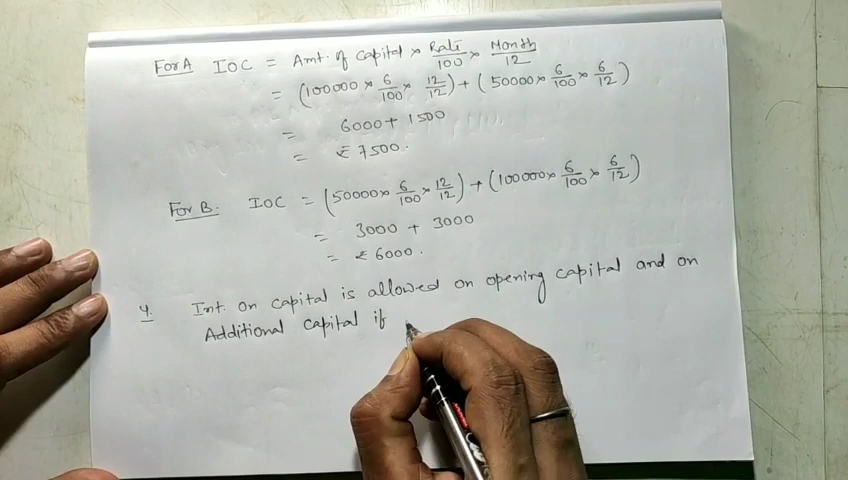 For A IOC = Amt. of Capital × Rate/100 × Month/12
= (100000 × 6/100 × 12/12) + (50000 × 6/100 × 6/12)
= 6000 + 1500
= ₹ 7500.
For B. IOC = (50000 × 6/100 × 12/12) + (100000 × 6/100 × 6/12)
= 3000 + 3000
= ₹ 6000.
4. Int. on capital is allowed on opening capital and on
Additional Capital if